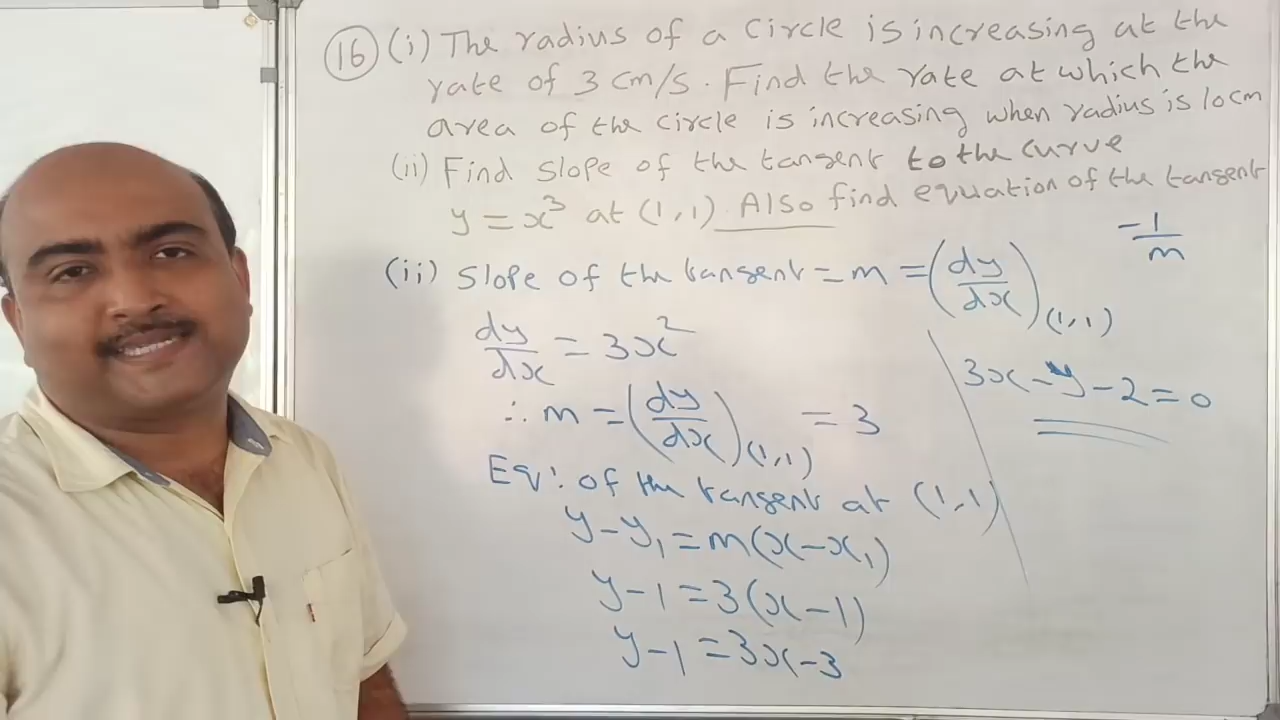 16 (i) The radius of a circle is increasing at the
rate of 3 cm/s. Find the rate at which the
area of the circle is increasing when radius is 10cm
(ii) Find slope of the tangent to the curve
y = x³ at (1,1). Also find equation of the tangent
-1/m
(ii) Slope of the tangent = m = (dy/dx)(1,1)
dy/dx = 3x²
∴ m = (dy/dx)(1,1) = 3
Eq: of the tangent at (1,1)
y - y₁ = m(x - x₁)
y - 1 = 3(x - 1)
y - 1 = 3x - 3
3x - y - 2 = 0